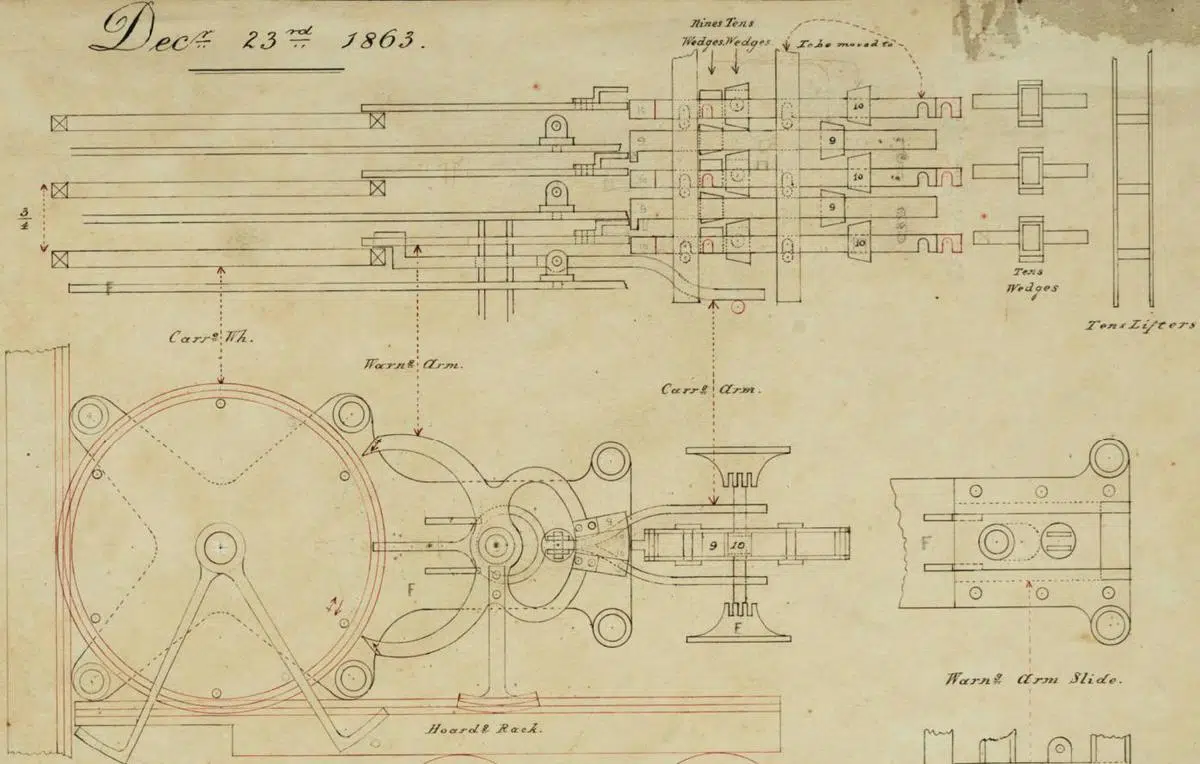 Decr. 23rd 1863.
Nines Tens
Wedges Wedges
To be moved to
10
9
10
9
10
3/4
F
Tens
Wedges
Tens Lifters
Carrg Wh.
Warng Arm.
Carrg Arm.
9
9 10
F
F
F
Warng Arm Slide.
Hoardg Rack.